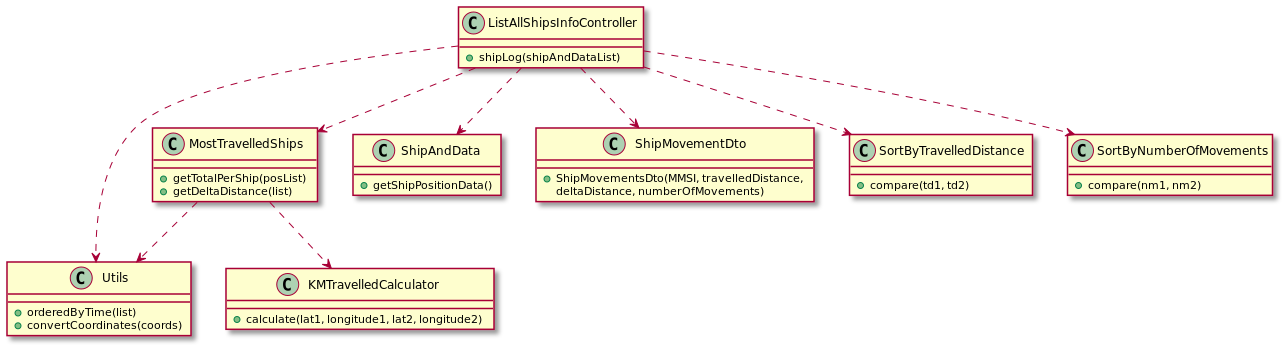 C ListAllShipsInfoController
shipLog(shipAndDataList)
C MostTravelledShips
getTotalPerShip(posList)
getDeltaDistance(list)
C ShipAndData
getShipPositionData()
C ShipMovementDto
ShipMovementsDto(MMSI, travelledDistance,
deltaDistance, numberOfMovements)
C SortByTravelledDistance
compare(td1, td2)
C SortByNumberOfMovements
compare(nm1, nm2)
C Utils
orderedByTime(list)
convertCoordinates(coords)
C KMTravelledCalculator
calculate(lat1, longitude1, lat2, longitude2)